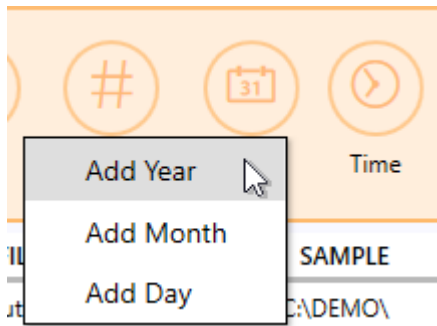 #
31
Add Year
Time
Add Month
SAMPLE
Add Day
C:\DEMO\